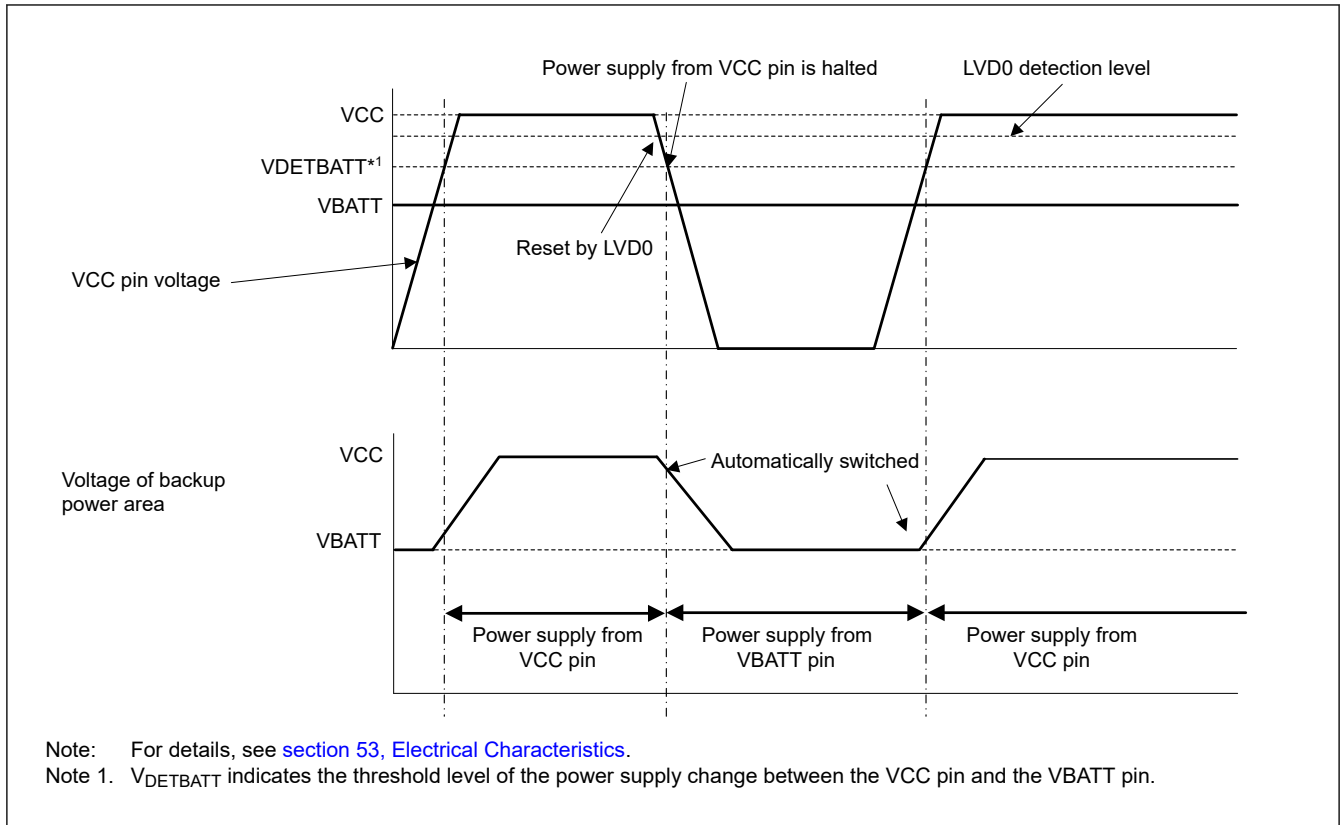 Power supply from VCC pin is halted
LVD0 detection level
VCC
VDETBATT*1
VBATT
Reset by LVD0
VCC pin voltage
VCC
Automatically switched
Voltage of backup
power area
VBATT
Power supply from
VCC pin
Power supply from
VBATT pin
Power supply from
VCC pin
Note: For details, see section 53, Electrical Characteristics.
Note 1. VDETBATT indicates the threshold level of the power supply change between the VCC pin and the VBATT pin.